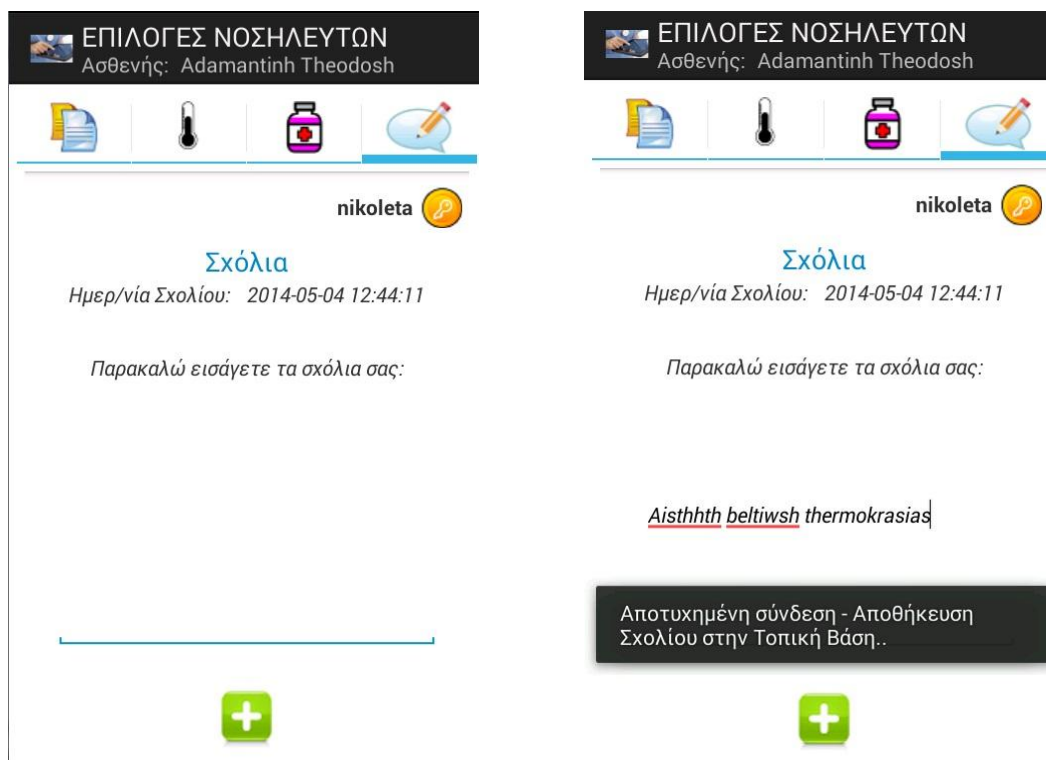 ΕΠΙΛΟΓΕΣ ΝΟΣΗΛΕΥΤΩΝ
Ασθενής: Adamantinh Theodosh
nikoleta
Σχόλια
Ημερ/νία Σχολίου: 2014-05-04 12:44:11
Παρακαλώ εισάγετε τα σχόλια σας:
ΕΠΙΛΟΓΕΣ ΝΟΣΗΛΕΥΤΩΝ
Ασθενής: Adamantinh Theodosh
nikoleta
Σχόλια
Ημερ/νία Σχολίου: 2014-05-04 12:44:11
Παρακαλώ εισάγετε τα σχόλια σας:
Aisthhth beltiwsh thermokrasias
Αποτυχημένη σύνδεση - Αποθήκευση
Σχολίου στην Τοπική Βάση..